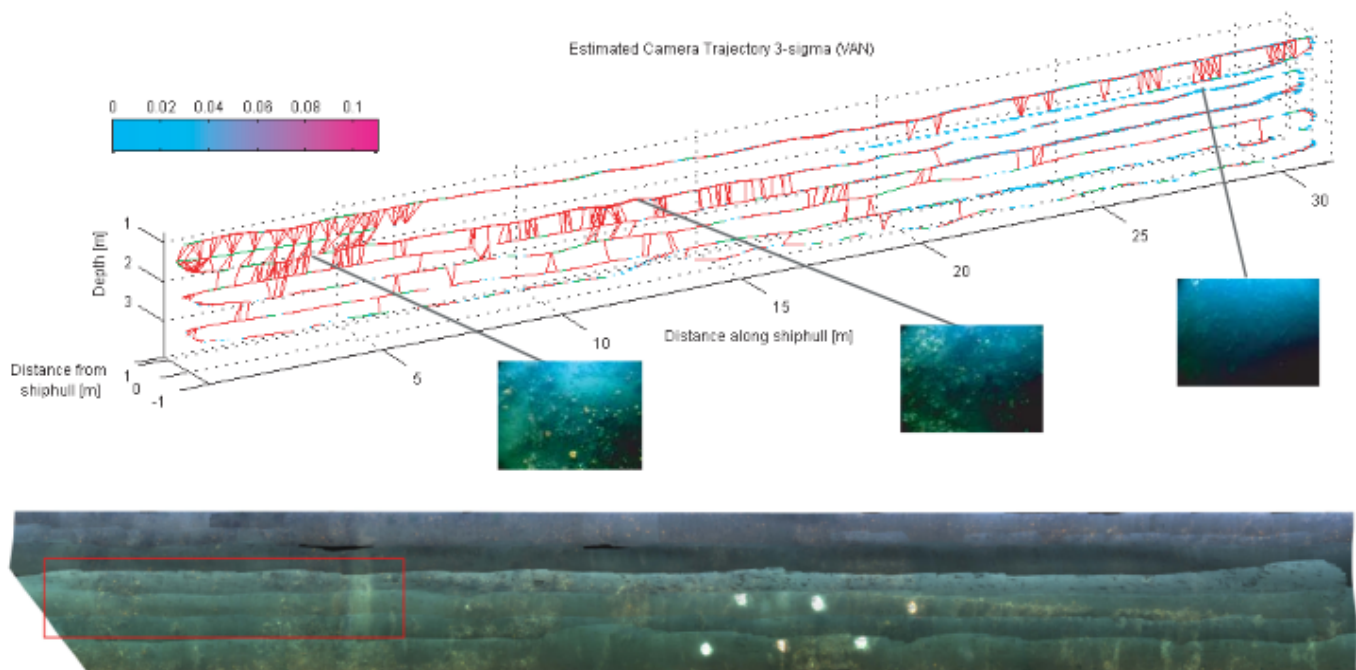 Estimated Camera Trajectory 3-sigma (VAN)
0 0.02 0.04 0.06 0.08 0.1
1
2
3
Depth [m]
Distance from
shiphull [m]
1
0
-1
5
10
15
20
25
30
Distance along shiphull [m]